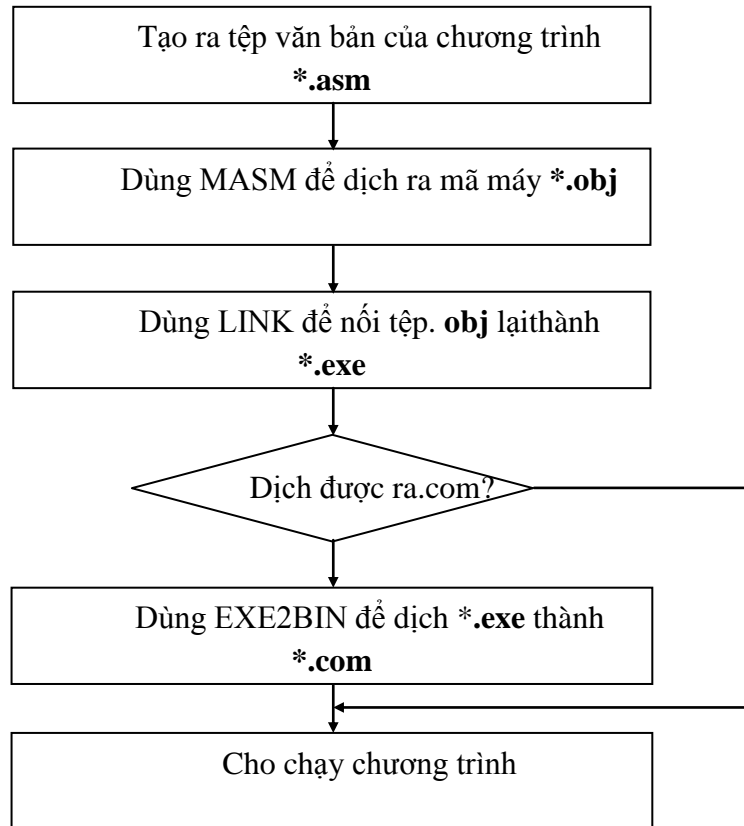 Tạo ra tệp văn bản của chương trình
*.asm
Dùng MASM để dịch ra mã máy *.obj
Dùng LINK để nối tệp. obj lạithành
*.exe
Dịch được ra.com?
Dùng EXE2BIN để dịch *.exe thành
*.com
Cho chạy chương trình